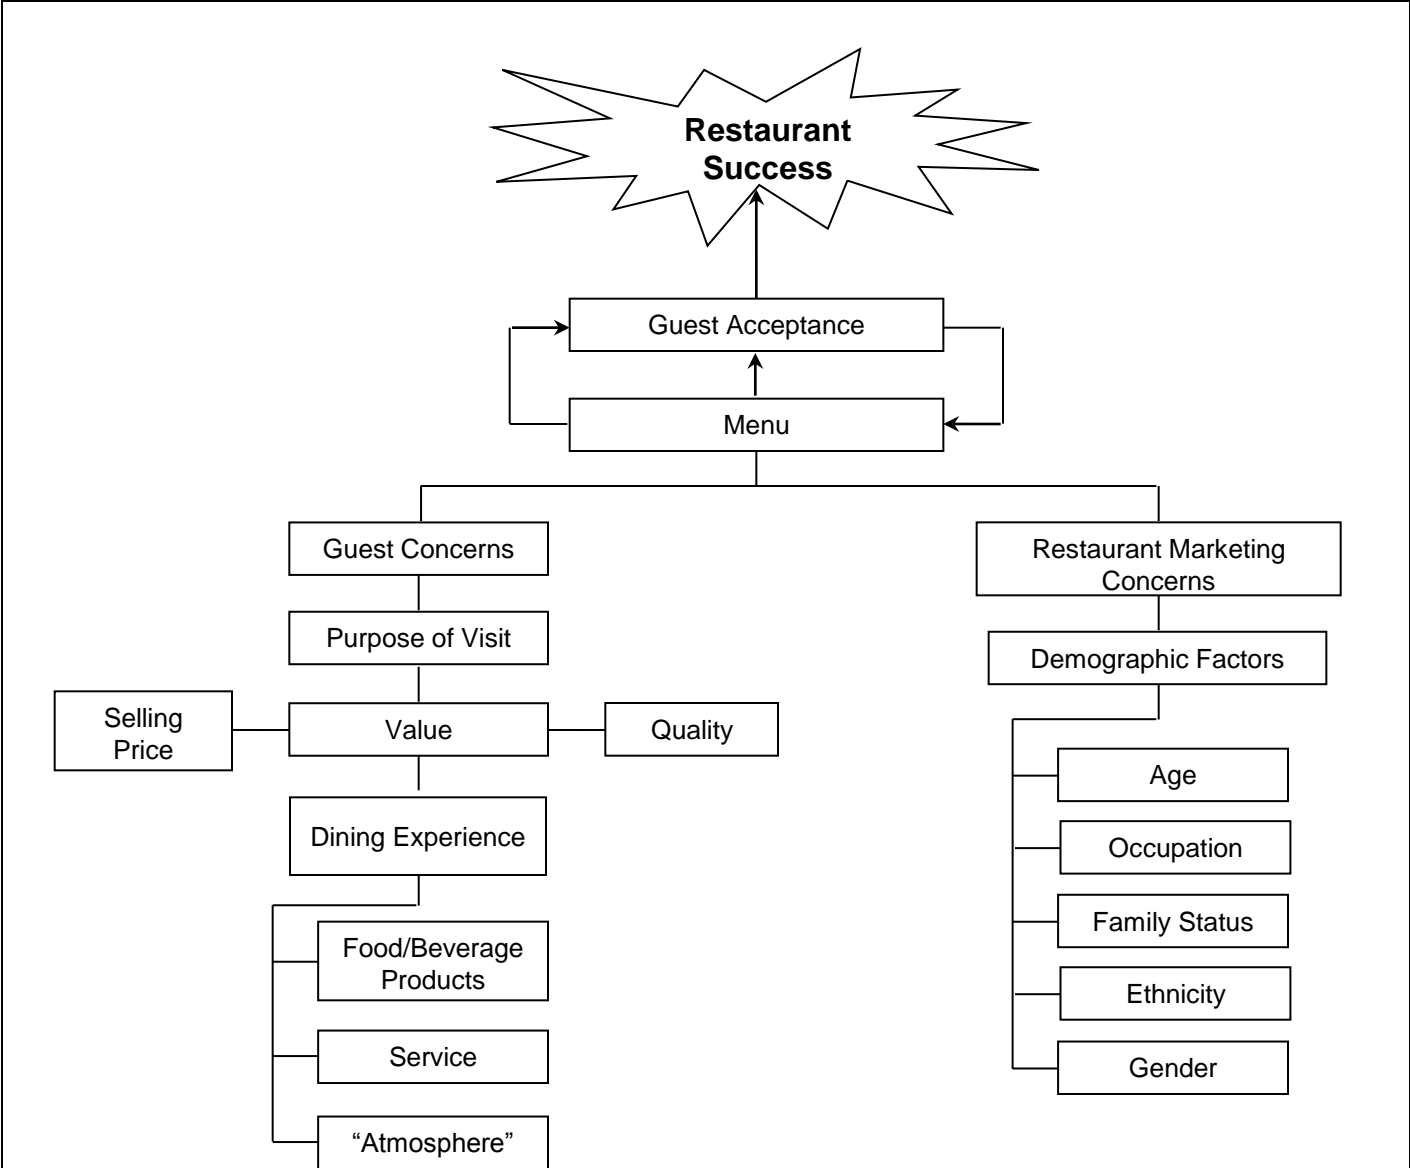 Restaurant
Success
Guest Acceptance
Menu
Guest Concerns
Restaurant Marketing
Concerns
Purpose of Visit
Demographic Factors
Selling
Price
Value
Quality
Age
Dining Experience
Occupation
Family Status
Food/Beverage
Products
Ethnicity
Service
Gender
“Atmosphere”